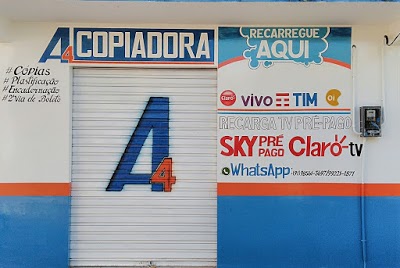 A4 COPIADORA
# Cópias
# Plastificação
# Encadernação
# 2ª Via de Boleto
A4
RECARREGUE
AQUI
Claro vivo TIM oi
RECARGA TV PRÉ-PAGO
SKY PRÉ PAGO Claro-tv
WhatsApp: